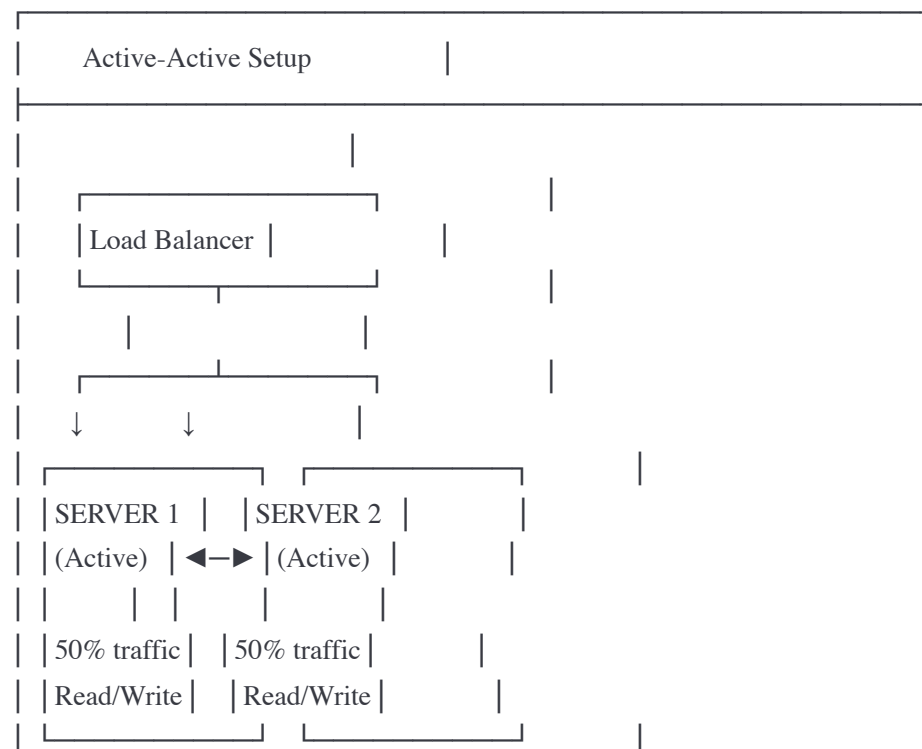 Active-Active Setup
Load Balancer
↓ ↓
SERVER 1 SERVER 2
(Active) ◄─► (Active)
50% traffic 50% traffic
Read/Write Read/Write